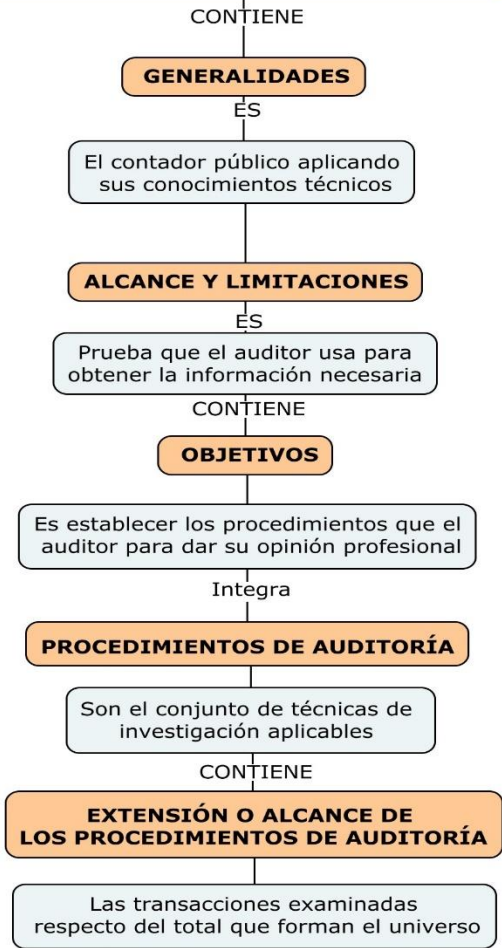 CONTIENE
GENERALIDADES
ES
El contador público aplicando
sus conocimientos técnicos
ALCANCE Y LIMITACIONES
ES
Prueba que el auditor usa para
obtener la información necesaria
CONTIENE
OBJETIVOS
Es establecer los procedimientos que el
auditor para dar su opinión profesional
Integra
PROCEDIMIENTOS DE AUDITORÍA
Son el conjunto de técnicas de
investigación aplicables
CONTIENE
EXTENSIÓN O ALCANCE DE
LOS PROCEDIMIENTOS DE AUDITORÍA
Las transacciones examinadas
respecto del total que forman el universo